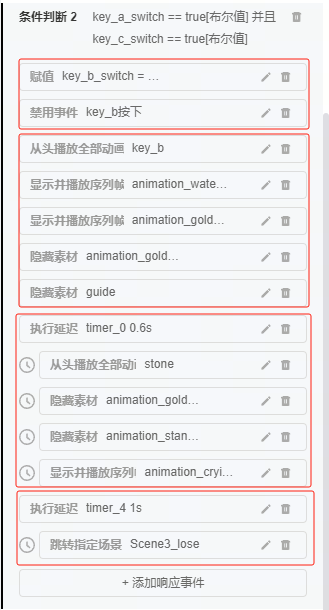 条件判断 2 key_a_switch == true[布尔值] 并且
key_c_switch == true[布尔值]
赋值 key_b_switch = ...
禁用事件 key_b按下
从头播放全部动画 key_b
显示并播放序列帧 animation_wate...
显示并播放序列帧 animation_gold...
隐藏素材 animation_gold...
隐藏素材 guide
执行延迟 timer_0 0.6s
从头播放全部动 stone
隐藏素材 animation_gold...
隐藏素材 animation_stan...
显示并播放序列 animation_cryi...
执行延迟 timer_4 1s
跳转指定场景 Scene3_lose
+ 添加响应事件